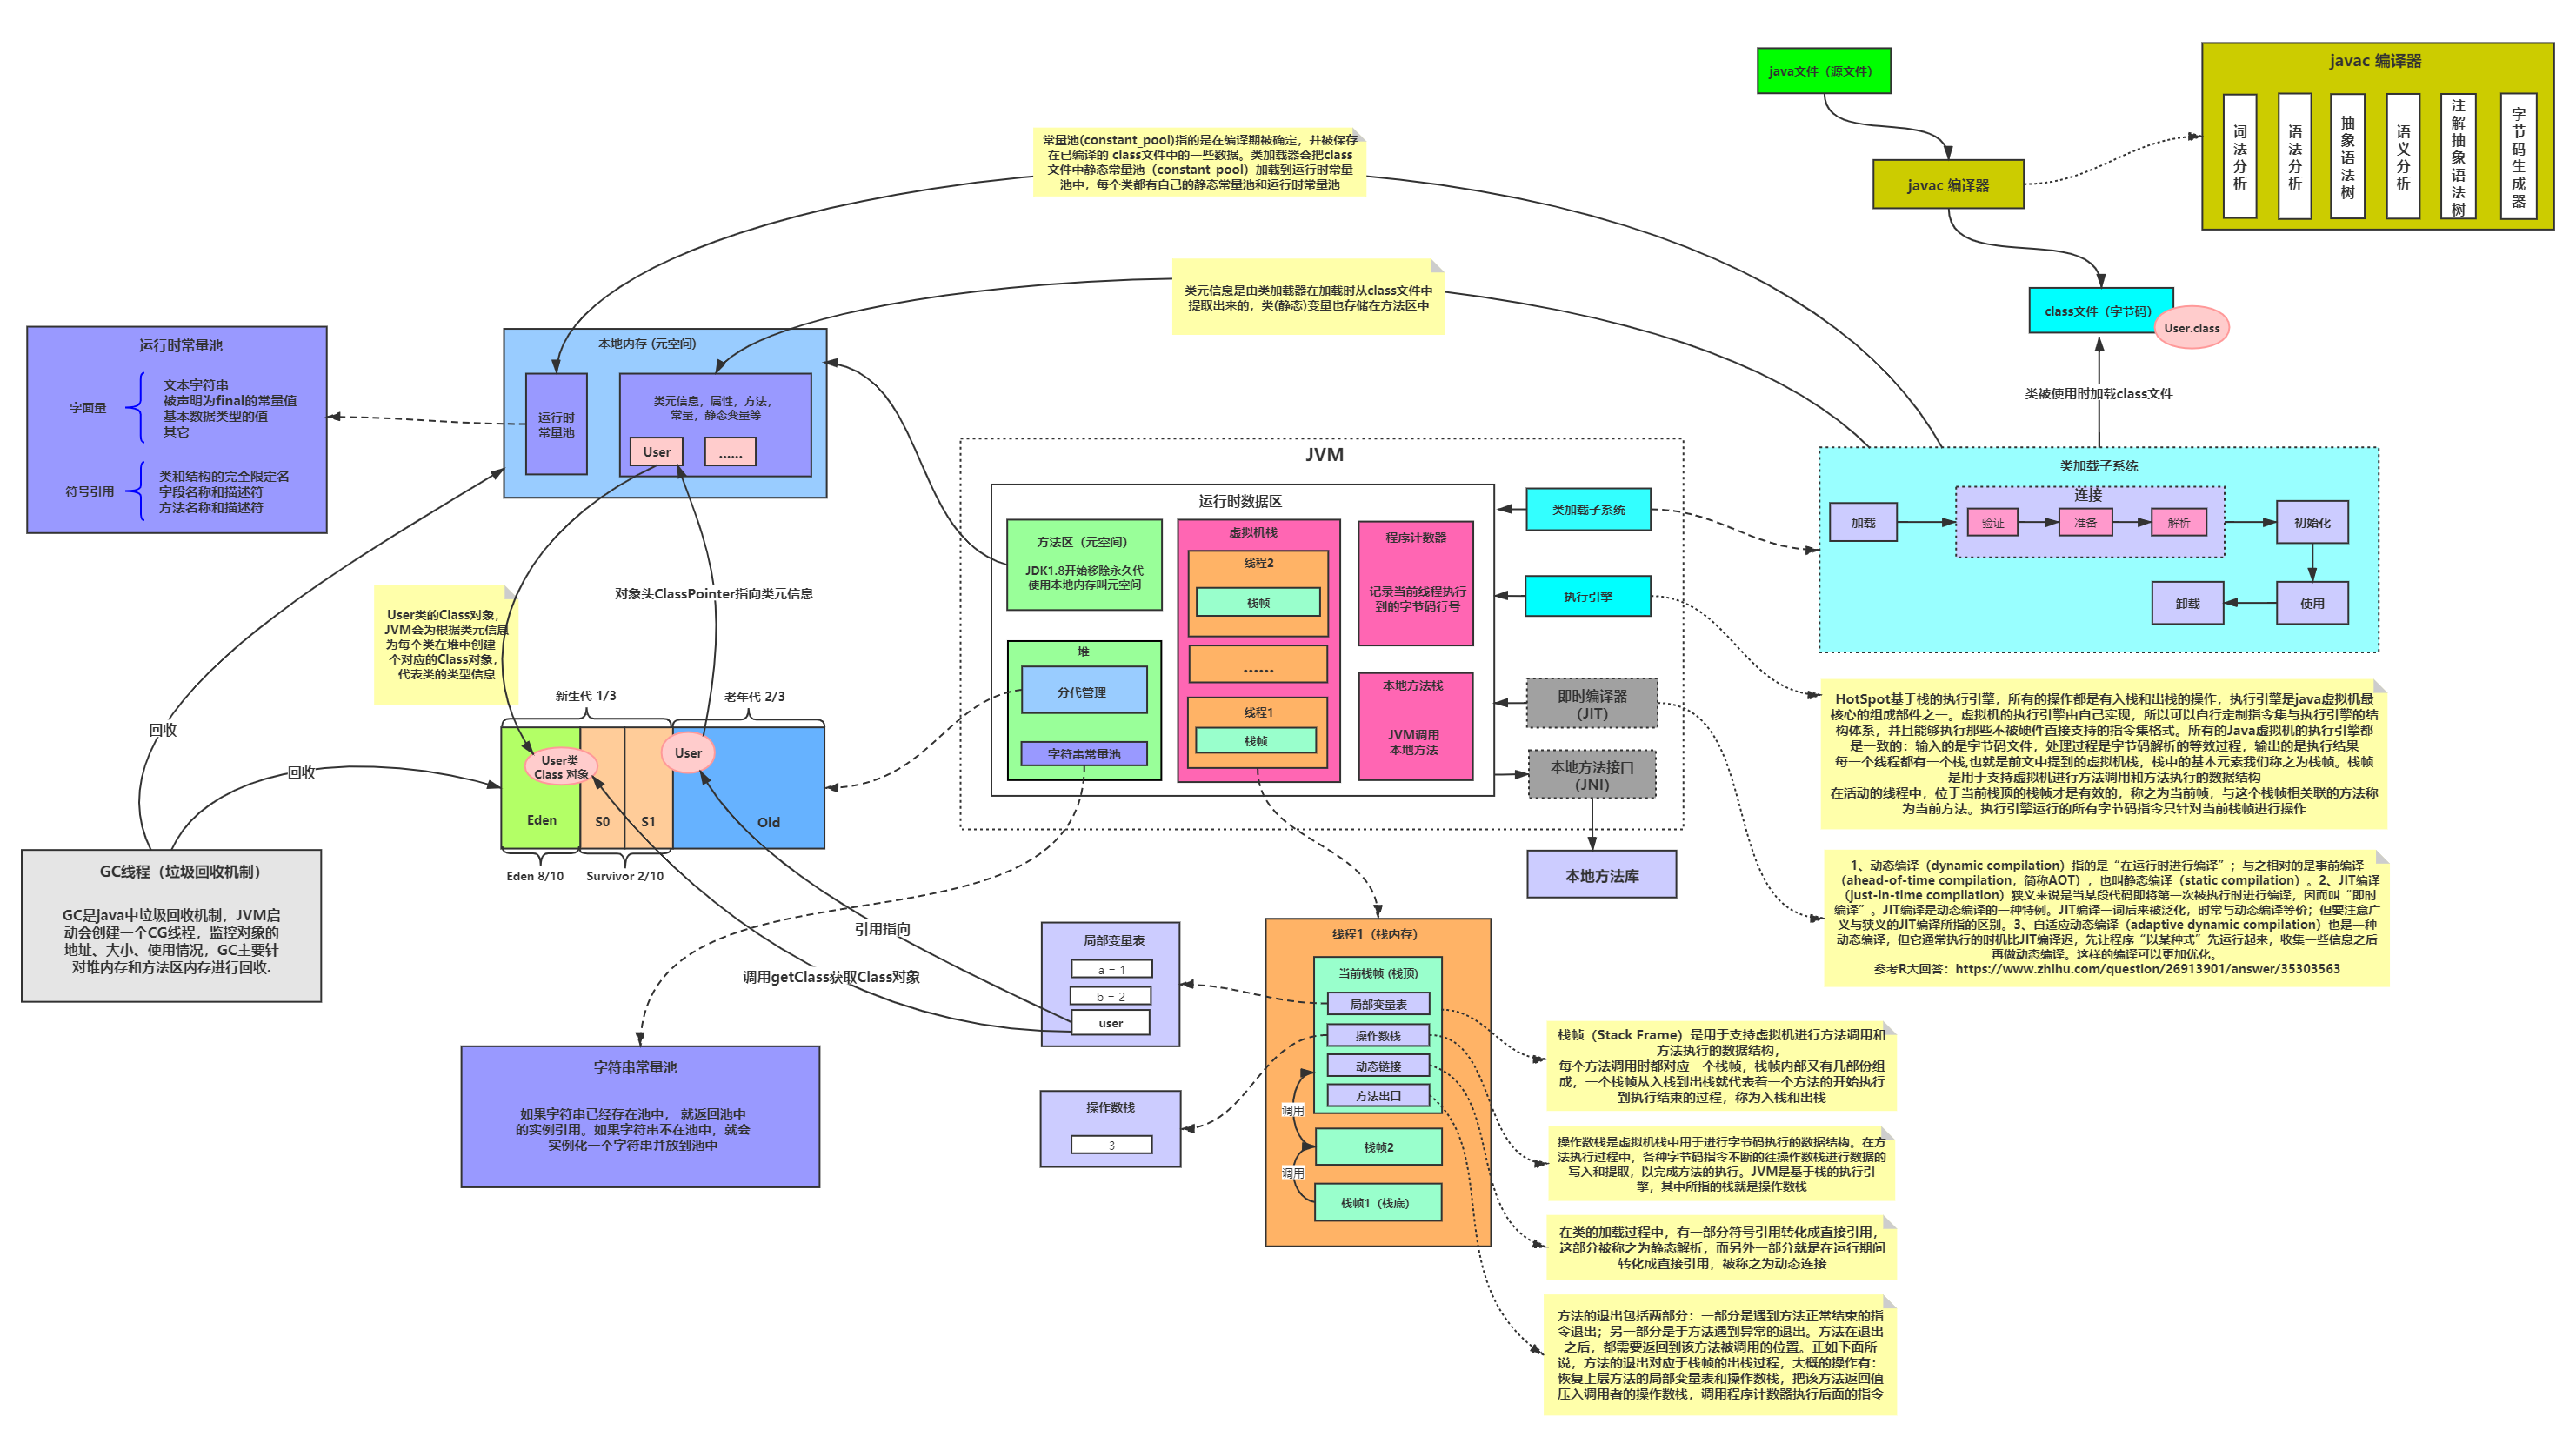 java文件（源文件）
javac 编译器
javac 编译器
词法分析
语法分析
抽象语法树
语义分析
注解抽象语法树
字节码生成器
class文件（字节码）
User.class
类被使用时加载class文件
常量池(constant_pool)指的是在编译期被确定，并被保存
在已编译的 class文件中的一些数据。类加载器会把class
文件中静态常量池（constant_pool）加载到运行时常量
池中，每个类都有自己的静态常量池和运行时常量池
类元信息是由类加载器在加载时从class文件中
提取出来的，类(静态)变量也存储在方法区中
运行时常量池
字面量
文本字符串
被声明为final的常量值
基本数据类型的值
其它
符号引用
类和结构的完全限定名
字段名称和描述符
方法名称和描述符
本地内存 (元空间)
运行时
常量池
类元信息，属性，方法，
常量，静态变量等
User
......
JVM
运行时数据区
方法区（元空间）
JDK1.8开始移除永久代
使用本地内存叫元空间
堆
分代管理
字符串常量池
虚拟机栈
线程2
栈帧
......
线程1
栈帧
程序计数器
记录当前线程执行
到的字节码行号
本地方法栈
JVM调用
本地方法
类加载子系统
执行引擎
即时编译器
（JIT）
本地方法接口
（JNI）
本地方法库
类加载子系统
加载
连接
验证
准备
解析
初始化
使用
卸载
User类的Class对象，
JVM会为根据类元信息
为每个类在堆中创建一
个对应的Class对象，
代表类的类型信息
对象头ClassPointer指向类元信息
回收
回收
新生代 1/3
老年代 2/3
User类
Class 对象
User
Eden
S0
S1
Old
Eden 8/10
Survivor 2/10
GC线程（垃圾回收机制）
GC是java中垃圾回收机制，JVM启
动会创建一个CG线程，监控对象的
地址、大小、使用情况，GC主要针
对堆内存和方法区内存进行回收.
引用指向
调用getClass获取Class对象
字符串常量池
如果字符串已经存在池中， 就返回池中
的实例引用。如果字符串不在池中，就会
实例化一个字符串并放到池中
局部变量表
a = 1
b = 2
user
操作数栈
3
线程1（栈内存）
当前栈帧 (栈顶)
局部变量表
操作数栈
动态链接
方法出口
调用
栈帧2
调用
栈帧1（栈底）
HotSpot基于栈的执行引擎，所有的操作都是有入栈和出栈的操作，执行引擎是java虚拟机最
核心的组成部件之一。虚拟机的执行引擎由自己实现，所以可以自行定制指令集与执行引擎的结
构体系，并且能够执行那些不被硬件直接支持的指令集格式。所有的Java虚拟机的执行引擎都
是一致的：输入的是字节码文件，处理过程是字节码解析的等效过程，输出的是执行结果
每一个线程都有一个栈,也就是前文中提到的虚拟机栈，栈中的基本元素我们称之为栈帧。栈帧
是用于支持虚拟机进行方法调用和方法执行的数据结构
在活动的线程中，位于当前栈顶的栈帧才是有效的，称之为当前帧，与这个栈帧相关联的方法称
为当前方法。执行引擎运行的所有字节码指令只针对当前栈帧进行操作
1、动态编译（dynamic compilation）指的是“在运行时进行编译”；与之相对的是事前编译
（ahead-of-time compilation，简称AOT），也叫静态编译（static compilation）。2、JIT编译
（just-in-time compilation）狭义来说是当某段代码即将第一次被执行时进行编译，因而叫“即时
编译”。JIT编译是动态编译的一种特例。JIT编译一词后来被泛化，时常与动态编译等价；但要注意广
义与狭义的JIT编译所指的区别。3、自适应动态编译（adaptive dynamic compilation）也是一种
动态编译，但它通常执行的时机比JIT编译迟，先让程序“以某种式”先运行起来，收集一些信息之后
再做动态编译。这样的编译可以更加优化。
参考R大回答：https://www.zhihu.com/question/26913901/answer/35303563
栈帧（Stack Frame）是用于支持虚拟机进行方法调用和
方法执行的数据结构，
每个方法调用时都对应一个栈帧，栈帧内部又有几部份组
成，一个栈帧从入栈到出栈就代表着一个方法的开始执行
到执行结束的过程，称为入栈和出栈
操作数栈是虚拟机栈中用于进行字节码执行的数据结构。在方
法执行过程中，各种字节码指令不断的往操作数栈进行数据的
写入和提取，以完成方法的执行。JVM是基于栈的执行引
擎，其中所指的栈就是操作数栈
在类的加载过程中，有一部分符号引用转化成直接引用，
这部分被称之为静态解析，而另外一部分就是在运行期间
转化成直接引用，被称之为动态连接
方法的退出包括两部分：一部分是遇到方法正常结束的指
令退出；另一部分是于方法遇到异常的退出。方法在退出
之后，都需要返回到该方法被调用的位置。正如下面所
说，方法的退出对应于栈帧的出栈过程，大概的操作有：
恢复上层方法的局部变量表和操作数栈，把该方法返回值
压入调用者的操作数栈，调用程序计数器执行后面的指令